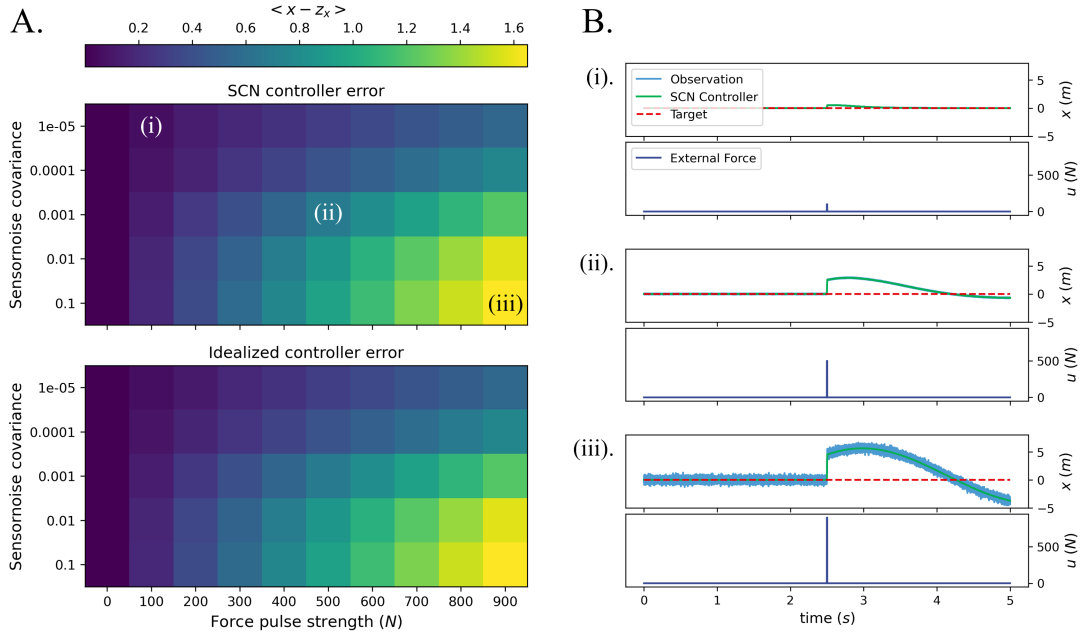 A.
< x − z_x >
0.2 0.4 0.6 0.8 1.0 1.2 1.4 1.6
SCN controller error
Sensornoise covariance
1e-05
0.0001
0.001
0.01
0.1
(i)
(ii)
(iii)
Idealized controller error
Sensornoise covariance
1e-05
0.0001
0.001
0.01
0.1
0 100 200 300 400 500 600 700 800 900
Force pulse strength (N)
B.
(i).
Observation
SCN Controller
Target
5
0
−5
x (m)
External Force
500
0
u (N)
(ii).
5
0
−5
x (m)
500
0
u (N)
(iii).
5
0
−5
x (m)
500
0
u (N)
0 1 2 3 4 5
time (s)